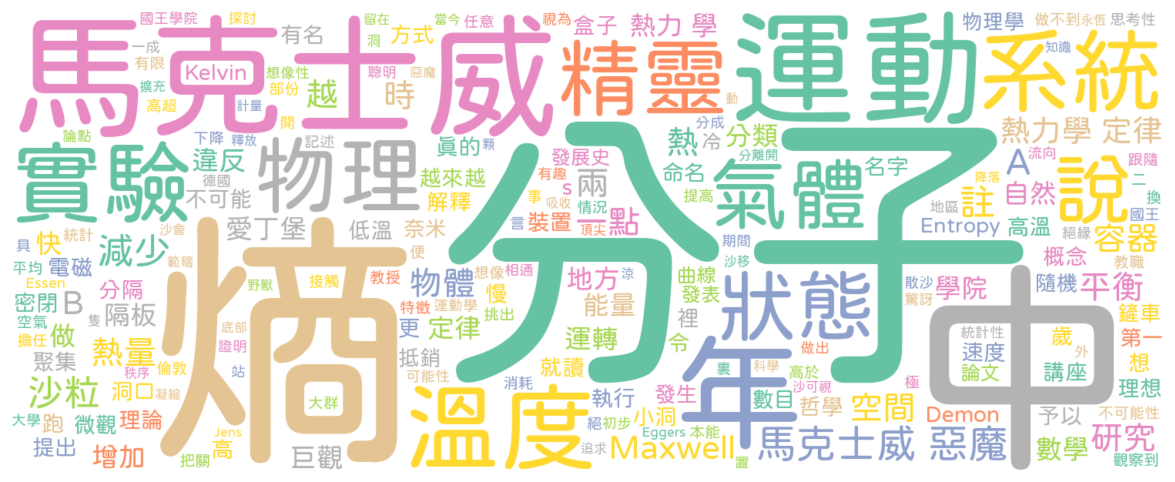 國王學院
探討
留在
當今
任意
視為
盒子
熱力 學
物理學
做不到
永恆
思考性
馬克士威
有名
方式
洞
精靈
運動
系統
知識
一成
有限
Kelvin
想像性
聰明
惡魔
擴充
部份
越
時
高超
計量
開
動
論點
下降
釋放
記述
顆
熱
冷
分成
分類
分離開
熱力學 定律
實驗
違反
物理
真的
發展史
名字
A
流向
跟隨
德國
不可能
越來越
有趣
命名
氣體
降落
自然
二
換
解釋
事
S
吸收
兩
情況
提高
註
說
地區
國王
具
快
統計
沙會
愛丁堡
低溫
奈米
言
裝置
頂尖
一點
Entropy
高溫
絕緣
容器
減少
熵
便
分子
期間
沙移
中
概念
教職
平均
電磁
範疇
Essen
野獸
接觸
教授
物體
想像
相通
涼
地方
曲線
狀態
散沙
驚訝
學院
隨機
平衡
密閉
B
分隔
隻
隔板
特徵
運動學
慢
挑出
能量
發表
空氣
擔任
做
底部
證明
更
定律
運轉
令
裡
年
統計性
鏟車
熱量
聚集
秩序
倫敦
站
抵銷
可能性
就讀
做出
外
歲
第一
速度
想
沙粒
洞口
凝縮
大群
溫度
消耗
執行
發生
裏
科學
高於
沙可視
極
論文
講座
理想
大學
跑
微觀
理論
絕
初步
小洞
數目
哲學
空間
Demon
予以
不可能性
提出
增加
把關
Jens
高
巨觀
追求
Eggers
本能
Maxwell
置
馬克士威 惡魔
數學
研究
觀察到